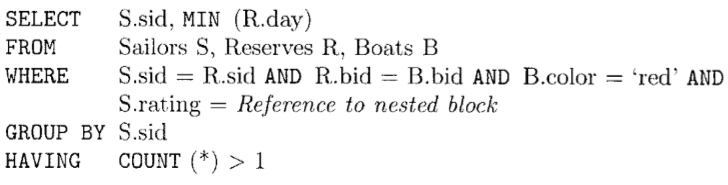 SELECT S.sid, MIN (R.day)
FROM Sailors S, Reserves R, Boats B
WHERE S.sid = R.sid AND R.bid = B.bid AND B.color = ‘red’ AND
S.rating = Reference to nested block
GROUP BY S.sid
HAVING COUNT (*) > 1